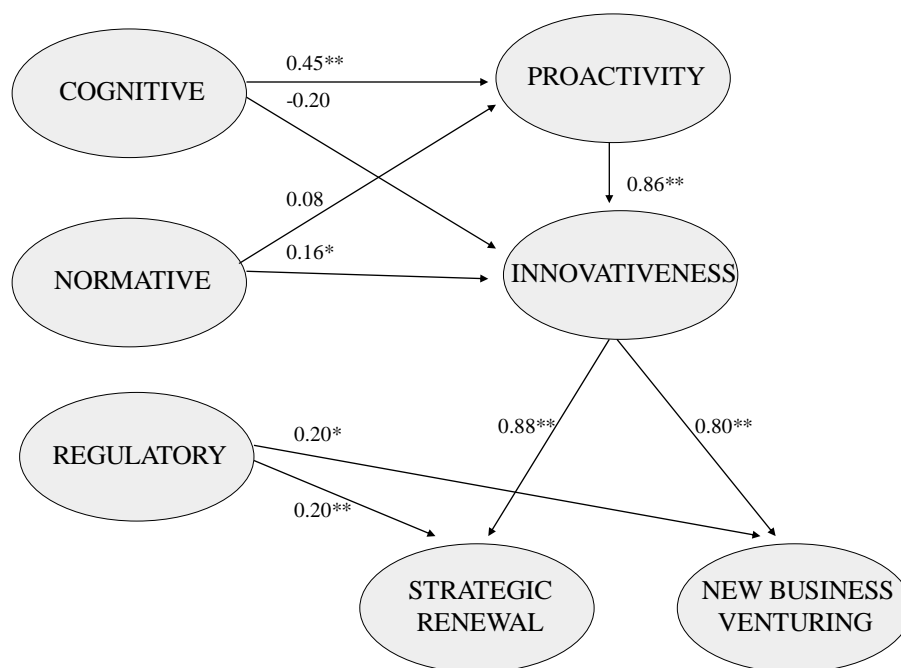 0.45**
PROACTIVITY
COGNITIVE
-0.20
0.86**
0.08
0.16*
NORMATIVE
INNOVATIVENESS
0.20*
0.88**
0.80**
REGULATORY
0.20**
STRATEGIC
RENEWAL
NEW BUSINESS
VENTURING